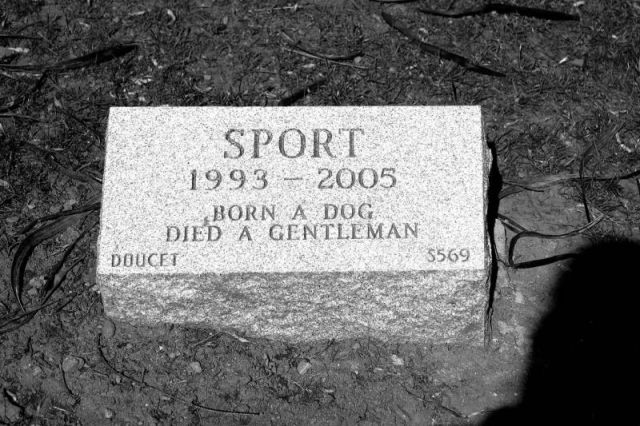 SPORT
1993 – 2005
BORN A DOG
DIED A GENTLEMAN
DOUCET S569